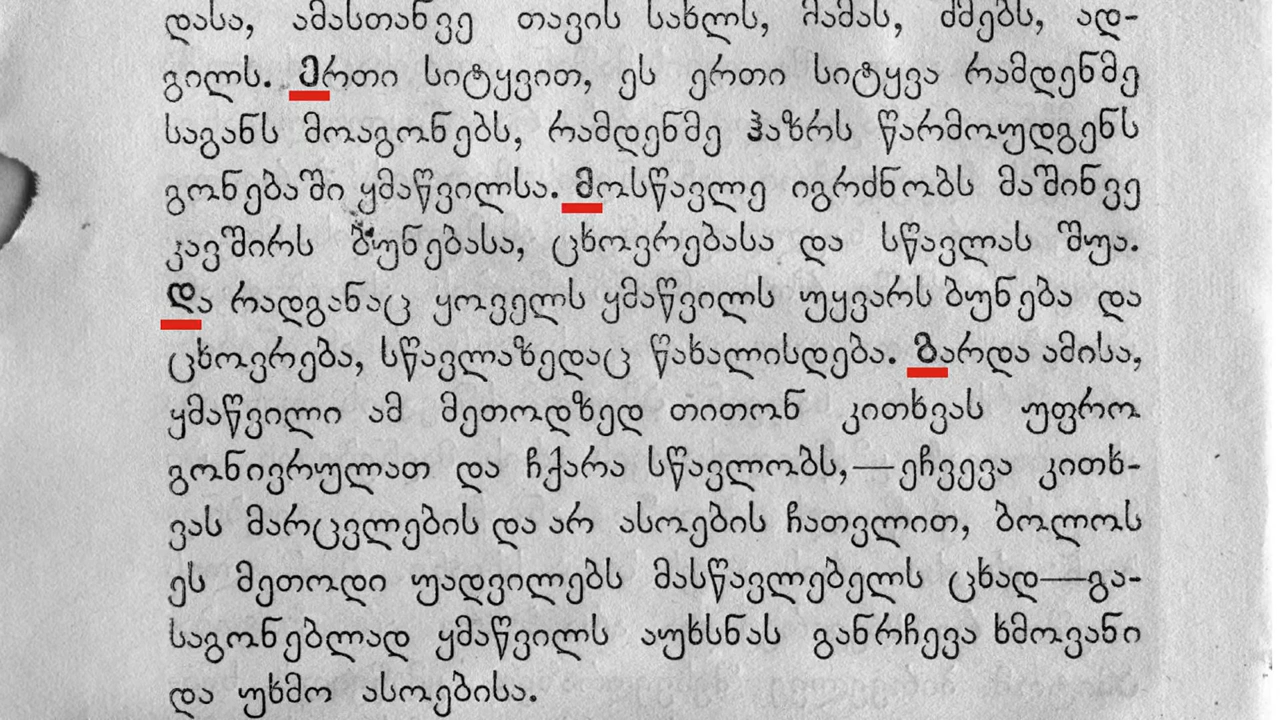 დასა, ამასთანვე თავის სახლს, მამას, ძმებს, ად-
გილს. ერთი სიტყვით, ეს ერთი სიტყვა რამდენმე
საგანს მოაგონებს, რამდენმე ჰაზრს წარმოუდგენს
გონებაში ყმაწვილსა. მოსწავლე იგრძნობს მაშინვე
კავშირს ბუნებასა, ცხოვრებასა და სწავლას შუა.
და რადგანაც ყოველს ყმაწვილს უყვარს ბუნება და
ცხოვრება, სწავლაზედაც წახალისდება. გარდა ამისა,
ყმაწვილი ამ მეთოდზედ თითონ კითხვას უფრო
გონივრულათ და ჩქარა სწავლობს,—ეჩვევა კითხ-
ვას მარცვლების და არ ასოების ჩათვლით, ბოლოს
ეს მეთოდი უადვილებს მასწავლებელს ცხად—გა-
საგონებლად ყმაწვილს აუხსნას განრჩევა ხმოვანი
და უხმო ასოებისა.